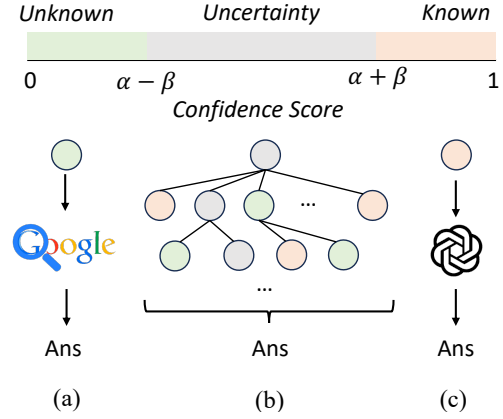 Unknown Uncertainty Known
0 α − β α + β 1
Confidence Score
...
Google
...
Ans Ans Ans
(a) (b) (c)